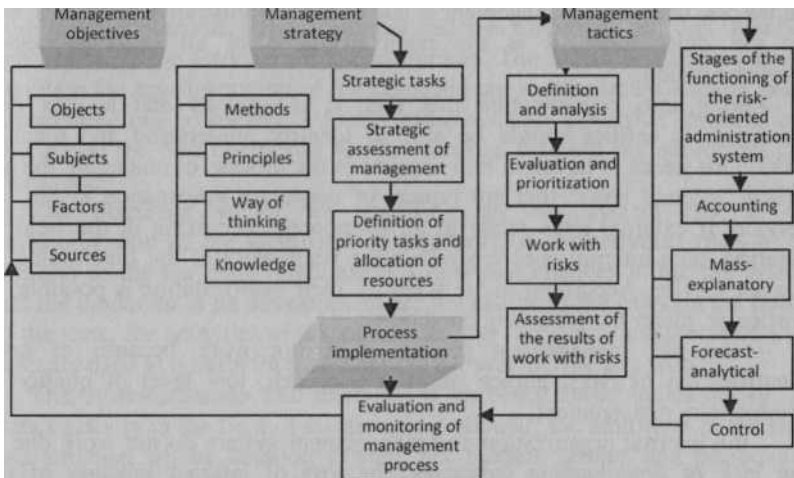 Management
objectives
Objects
Subjects
Factors
Sources
Management
strategy
Methods
Principles
Way of
thinking
Knowledge
Strategic tasks
Strategic
assessment of
management
Definition of
priority tasks and
allocation of
resources
Process
implementation
Evaluation and
monitoring of
management
process
Management
tactics
Definition
and analysis
Evaluation and
prioritization
Work with
risks
Assessment of
the results of
work with risks
Stages of the
functioning of
the risk-
oriented
administration
system
Accounting
Mass-
explanatory
Forecast-
analytical
Control